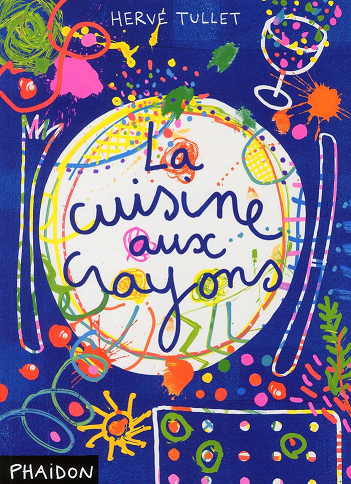 HERVÉ TULLET
La
cuisine
aux
crayons
PHAIDON